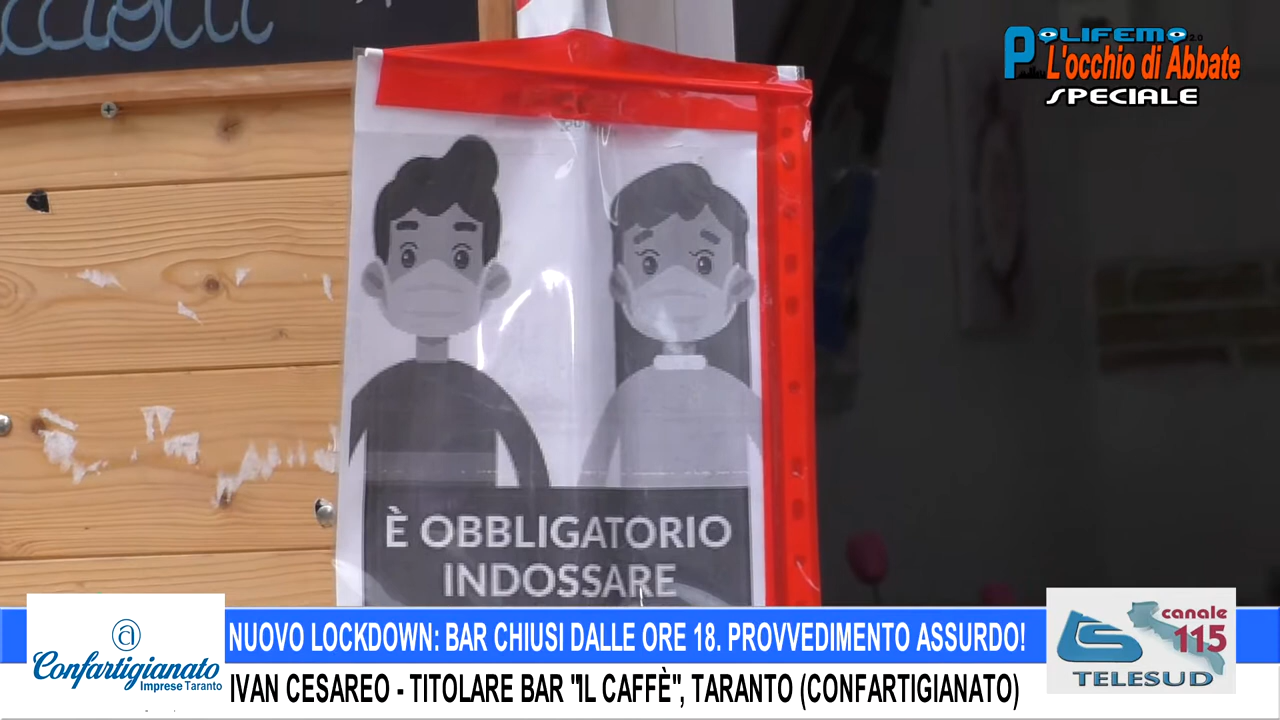 POLIFEMO 2.0
L'occhio di Abbate
SPECIALE
È OBBLIGATORIO
INDOSSARE
NUOVO LOCKDOWN: BAR CHIUSI DALLE ORE 18. PROVVEDIMENTO ASSURDO!
IVAN CESAREO - TITOLARE BAR "IL CAFFÈ", TARANTO (CONFARTIGIANATO)
Confartigianato
Imprese Taranto
canale
115
TELESUD